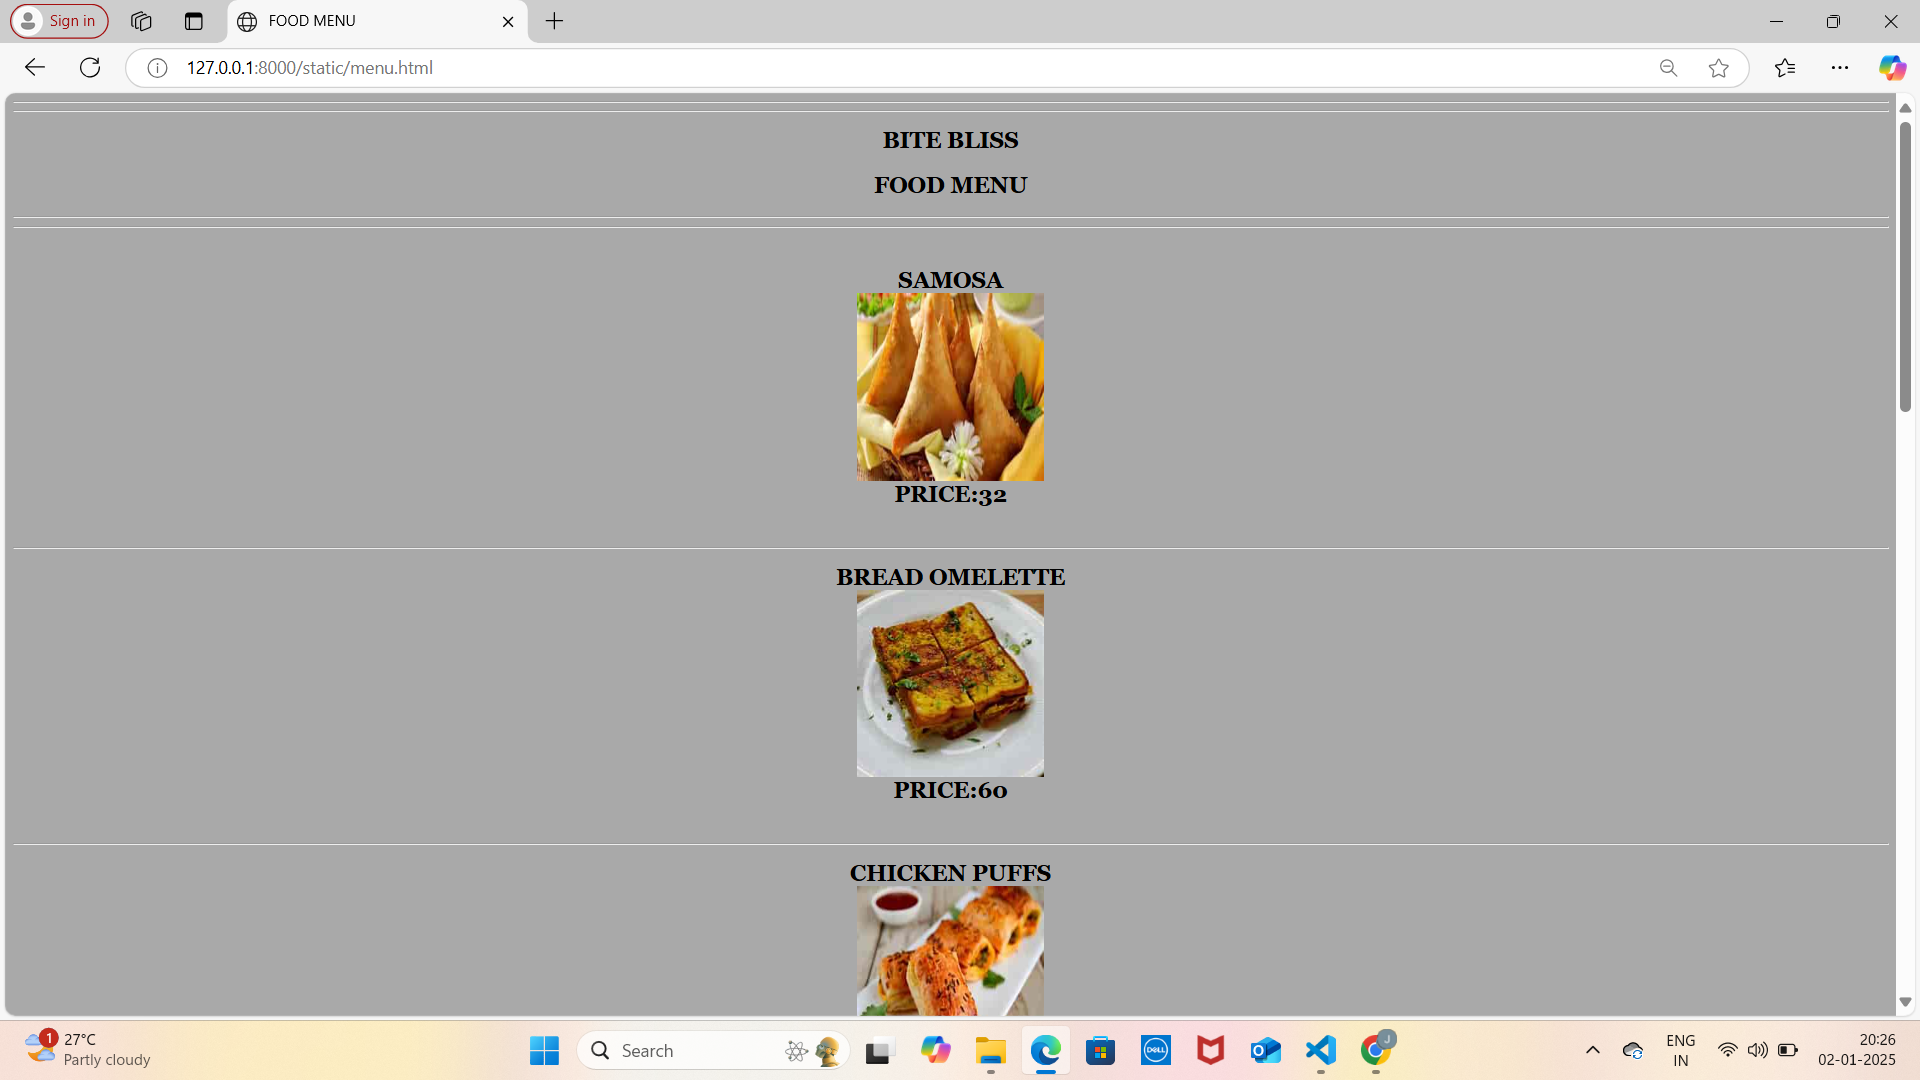 Sign in
FOOD MENU
127.0.0.1:8000/static/menu.html
BITE BLISS
FOOD MENU
SAMOSA
PRICE:32
BREAD OMELETTE
PRICE:60
CHICKEN PUFFS
1
27°C
Partly cloudy
Search
DELL
J
ENG
IN
20:26
02-01-2025